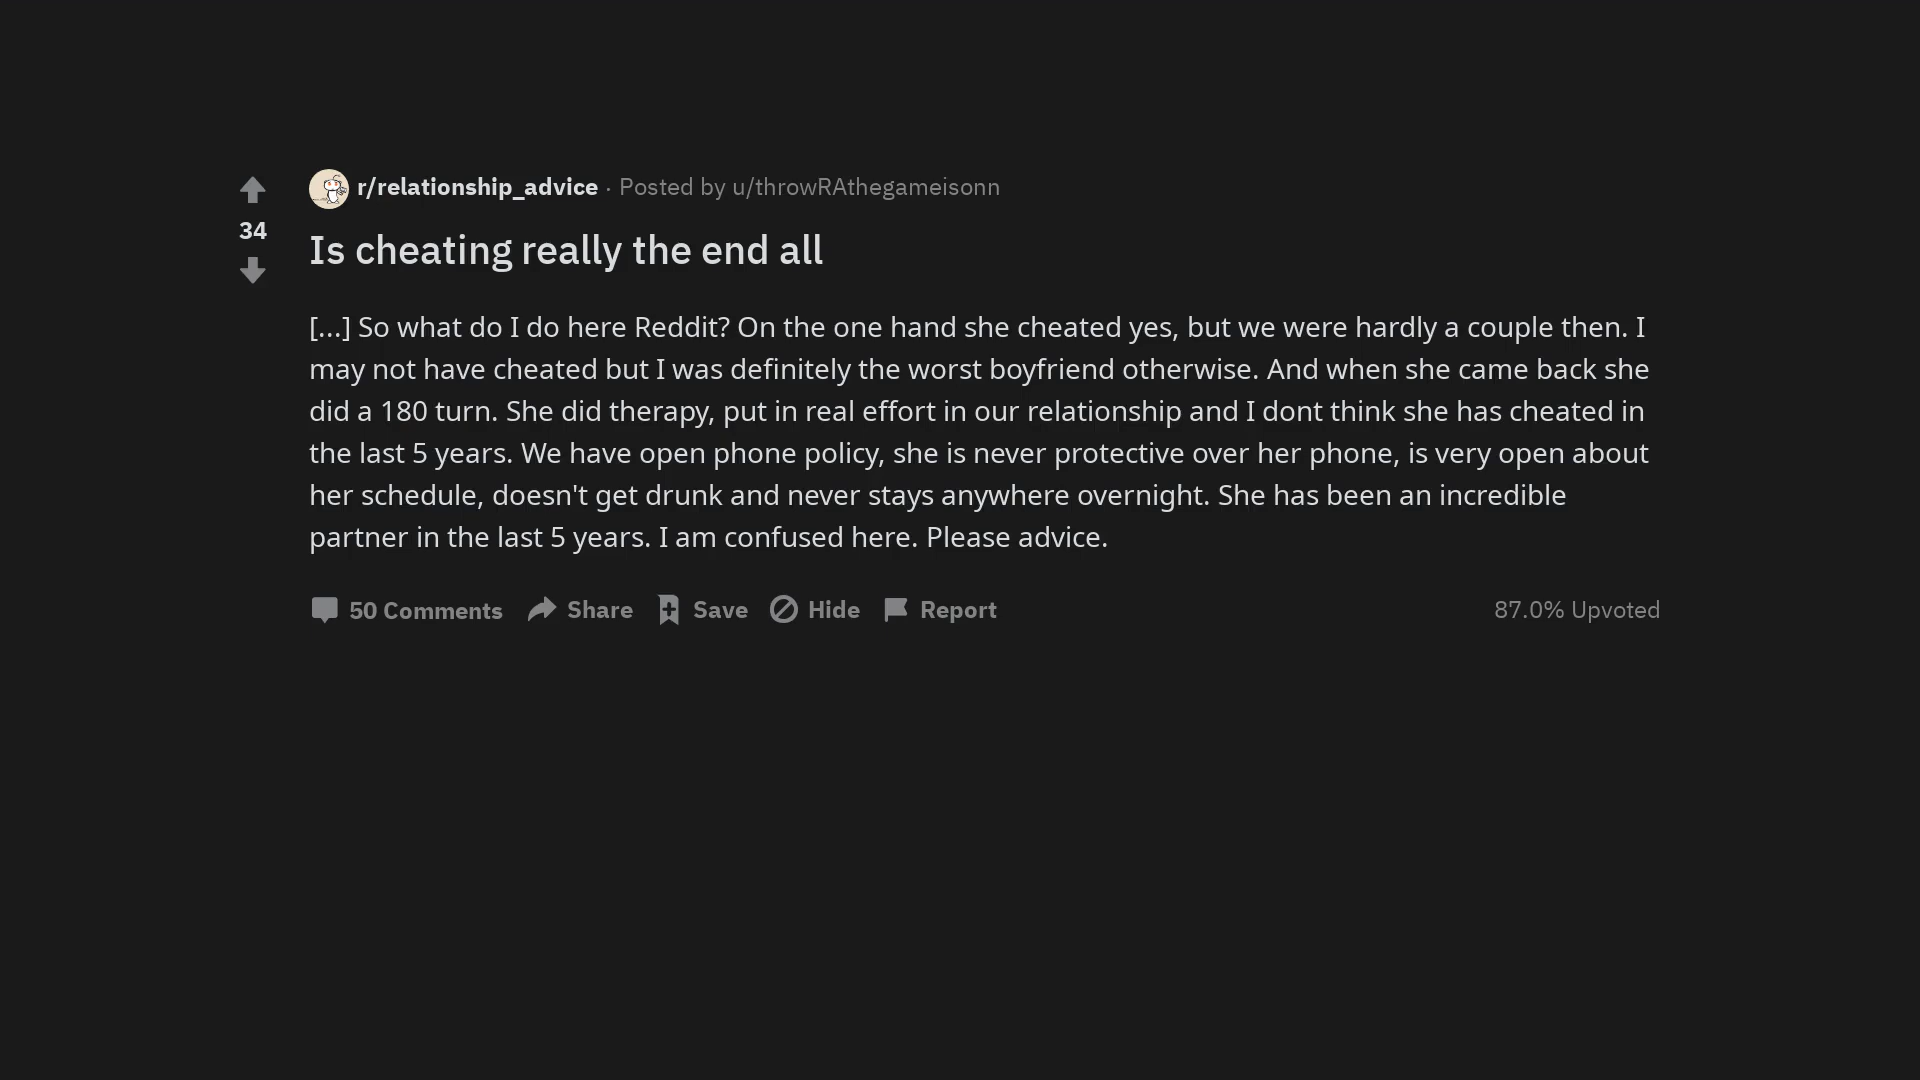 r/relationship_advice · Posted by u/throwRAthegameisonn
34
Is cheating really the end all
[...] So what do I do here Reddit? On the one hand she cheated yes, but we were hardly a couple then. I
may not have cheated but I was definitely the worst boyfriend otherwise. And when she came back she
did a 180 turn. She did therapy, put in real effort in our relationship and I dont think she has cheated in
the last 5 years. We have open phone policy, she is never protective over her phone, is very open about
her schedule, doesn't get drunk and never stays anywhere overnight. She has been an incredible
partner in the last 5 years. I am confused here. Please advice.
50 Comments Share Save Hide Report 87.0% Upvoted